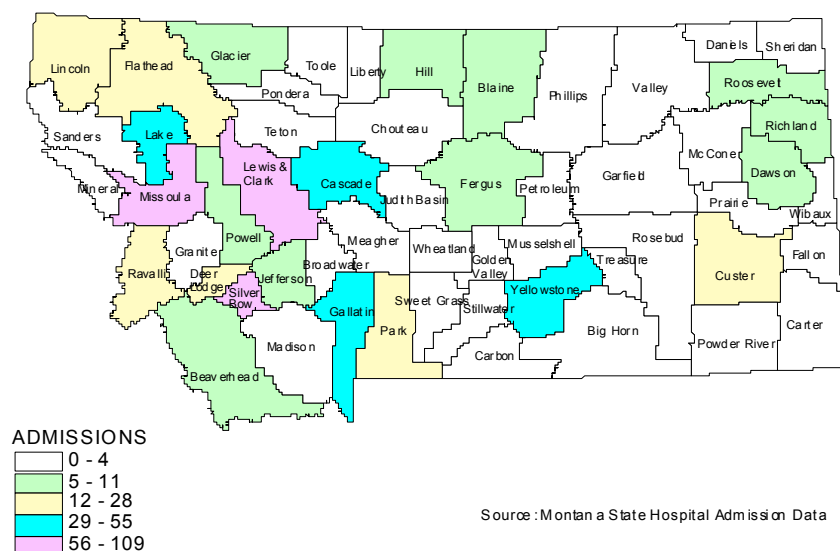 Daniels
Sheridan
Glacier
Toole
Liberty
Hill
Blaine
Phillips
Valley
Roosevelt
Lincoln
Flathead
Pondera
Richland
Sanders
Lake
Teton
Chouteau
McCone
Dawson
Mineral
Missoula
Lewis &
Clark
Cascade
Judith Basin
Fergus
Petroleum
Garfield
Prairie
Wibaux
Powell
Granite
Meagher
Wheatland
Golden
Valley
Musselshell
Rosebud
Treasure
Fallon
Custer
Ravalli
Deer
Lodge
Silver
Bow
Jefferson
Broadwater
Gallatin
Park
Sweet Grass
Stillwater
Yellowstone
Big Horn
Carter
Powder River
Madison
Carbon
Beaverhead
ADMISSIONS
0 - 4
5 - 11
12 - 28
29 - 55
56 - 109
Source: Montana State Hospital Admission Data